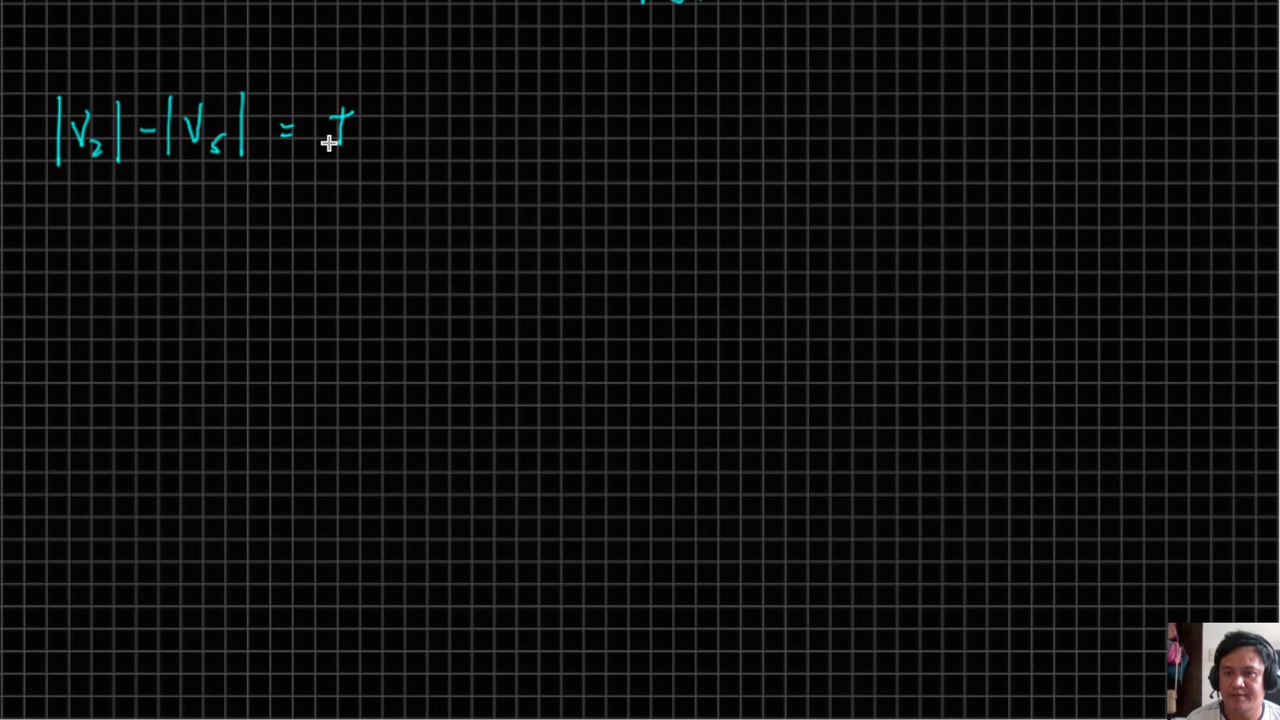 |V₂| - |V₅| = T